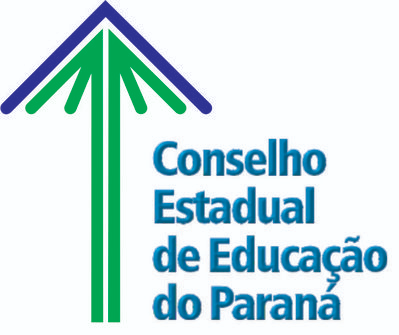 Conselho
Estadual
de Educação
do Paraná